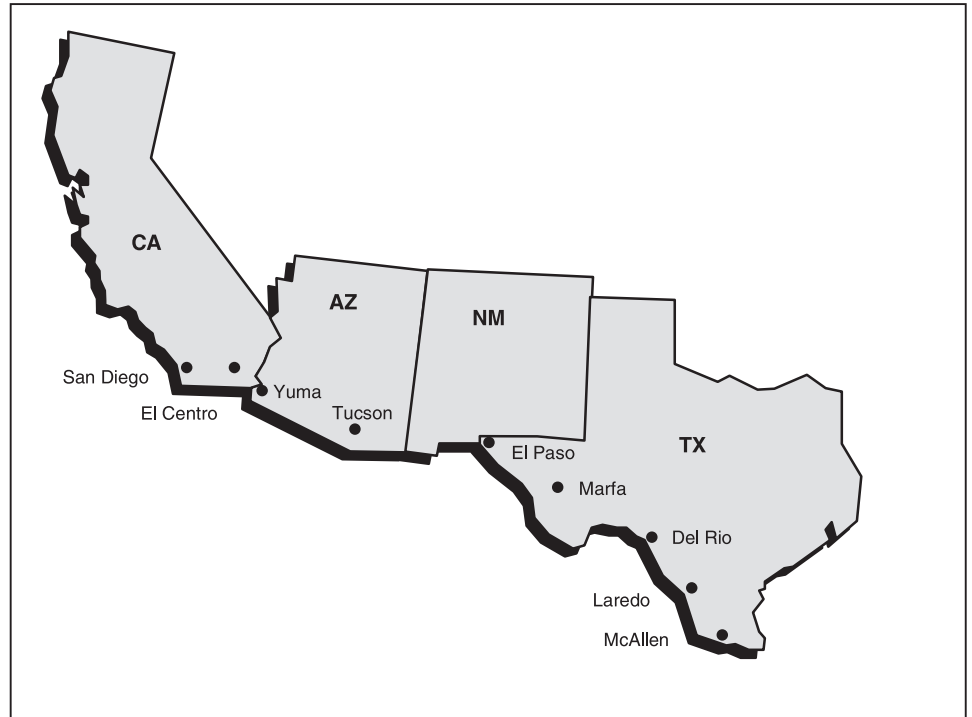 CA
AZ
NM
San Diego
El Centro
Yuma
Tucson
El Paso
TX
Marfa
Del Rio
Laredo
McAllen